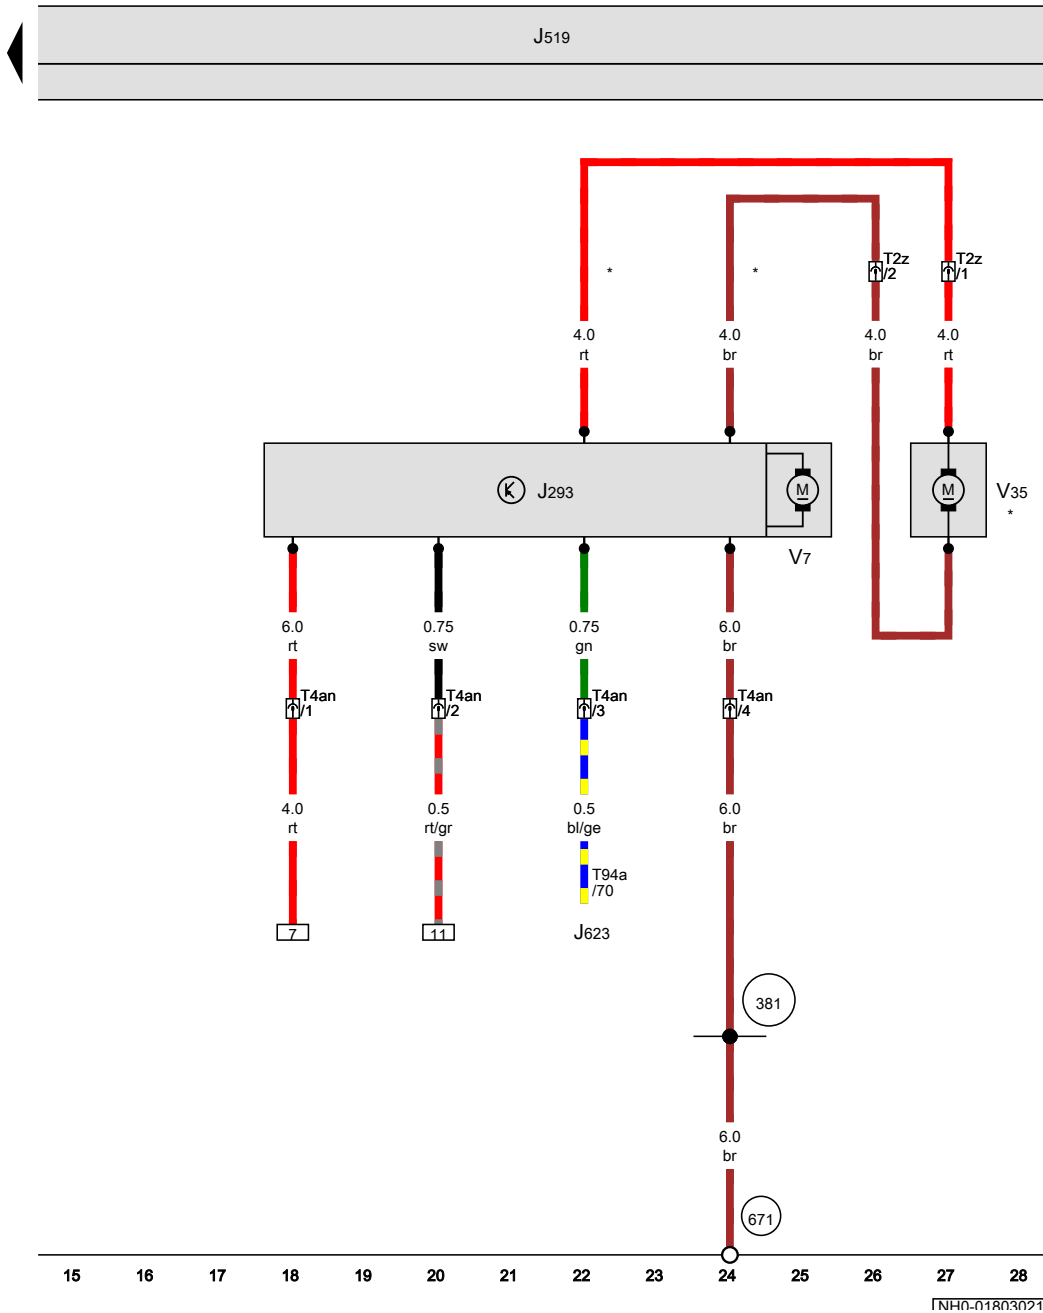 J519
T2z
/2
T2z
/1
*
*
4.0
rt
4.0
br
4.0
br
4.0
rt
J293
M
M
V35
*
V7
6.0
rt
0.75
sw
0.75
gn
6.0
br
T4an
/1
T4an
/2
T4an
/3
T4an
/4
4.0
rt
0.5
rt/gr
0.5
bl/ge
6.0
br
T94a
/70
7
11
J623
381
6.0
br
671
15 16 17 18 19 20 21 22 23 24 25 26 27 28
NH0-01803021